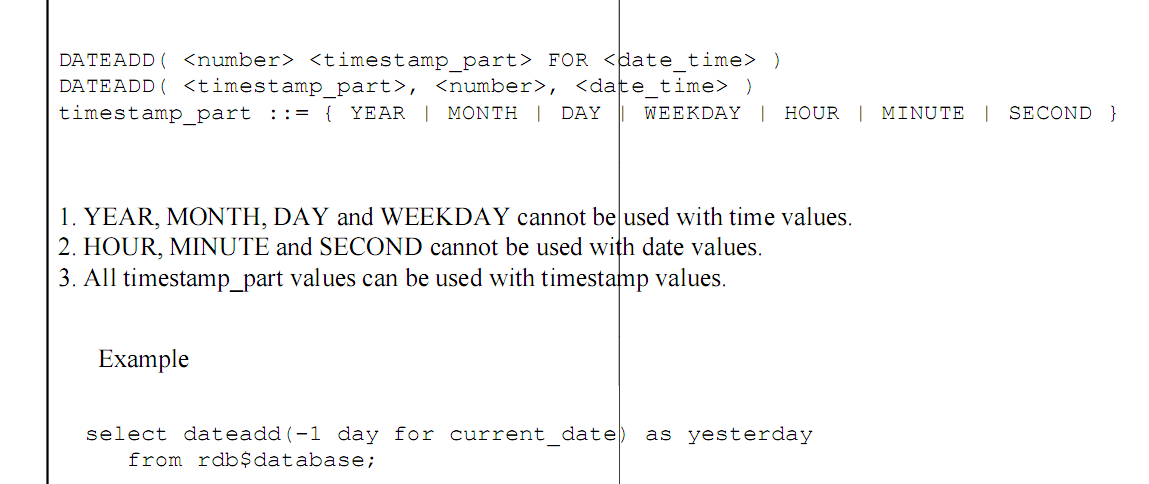 DATEADD( <number> <timestamp_part> FOR <date_time> )
DATEADD( <timestamp_part>, <number>, <date_time> )
timestamp_part ::= { YEAR | MONTH | DAY | WEEKDAY | HOUR | MINUTE | SECOND }
1. YEAR, MONTH, DAY and WEEKDAY cannot be used with time values.
2. HOUR, MINUTE and SECOND cannot be used with date values.
3. All timestamp_part values can be used with timestamp values.
Example
select dateadd(-1 day for current_date) as yesterday
from rdb$database;